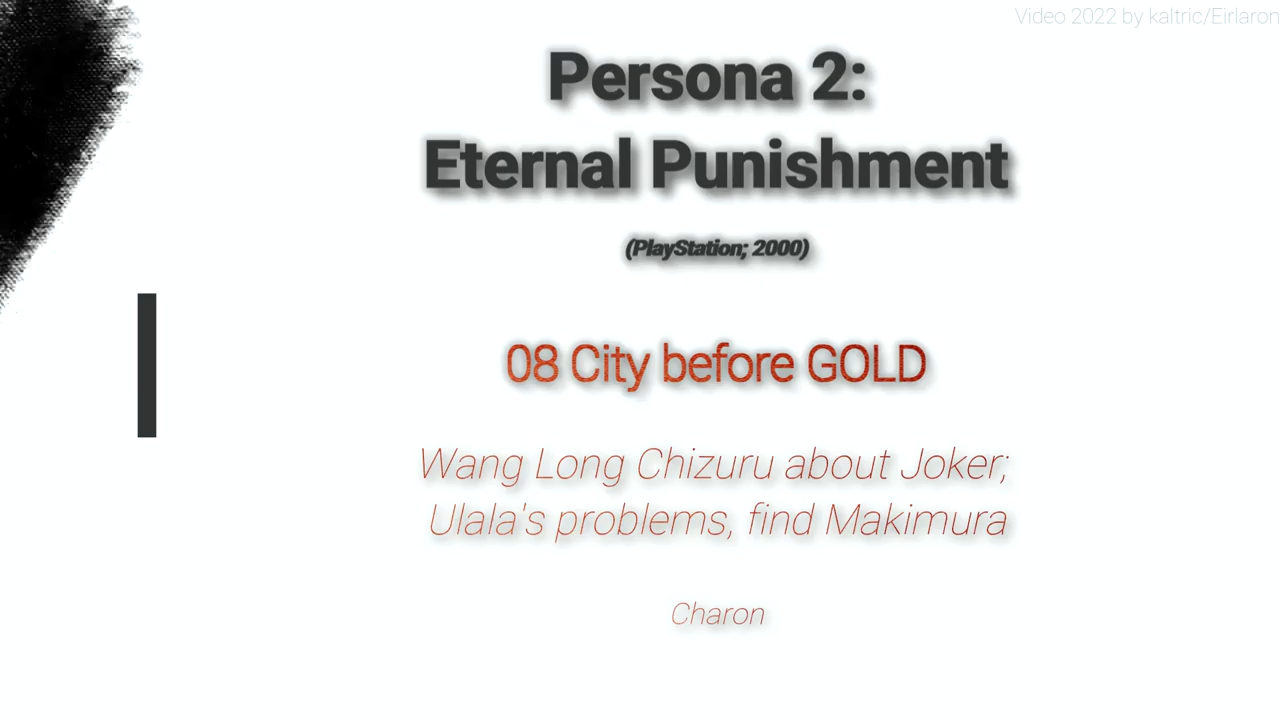 Video 2022 by kaltric/Eirlaron
Persona 2:
Eternal Punishment
(PlayStation; 2000)
08 City before GOLD
Wang Long Chizuru about Joker;
Ulala's problems, find Makimura
Charon